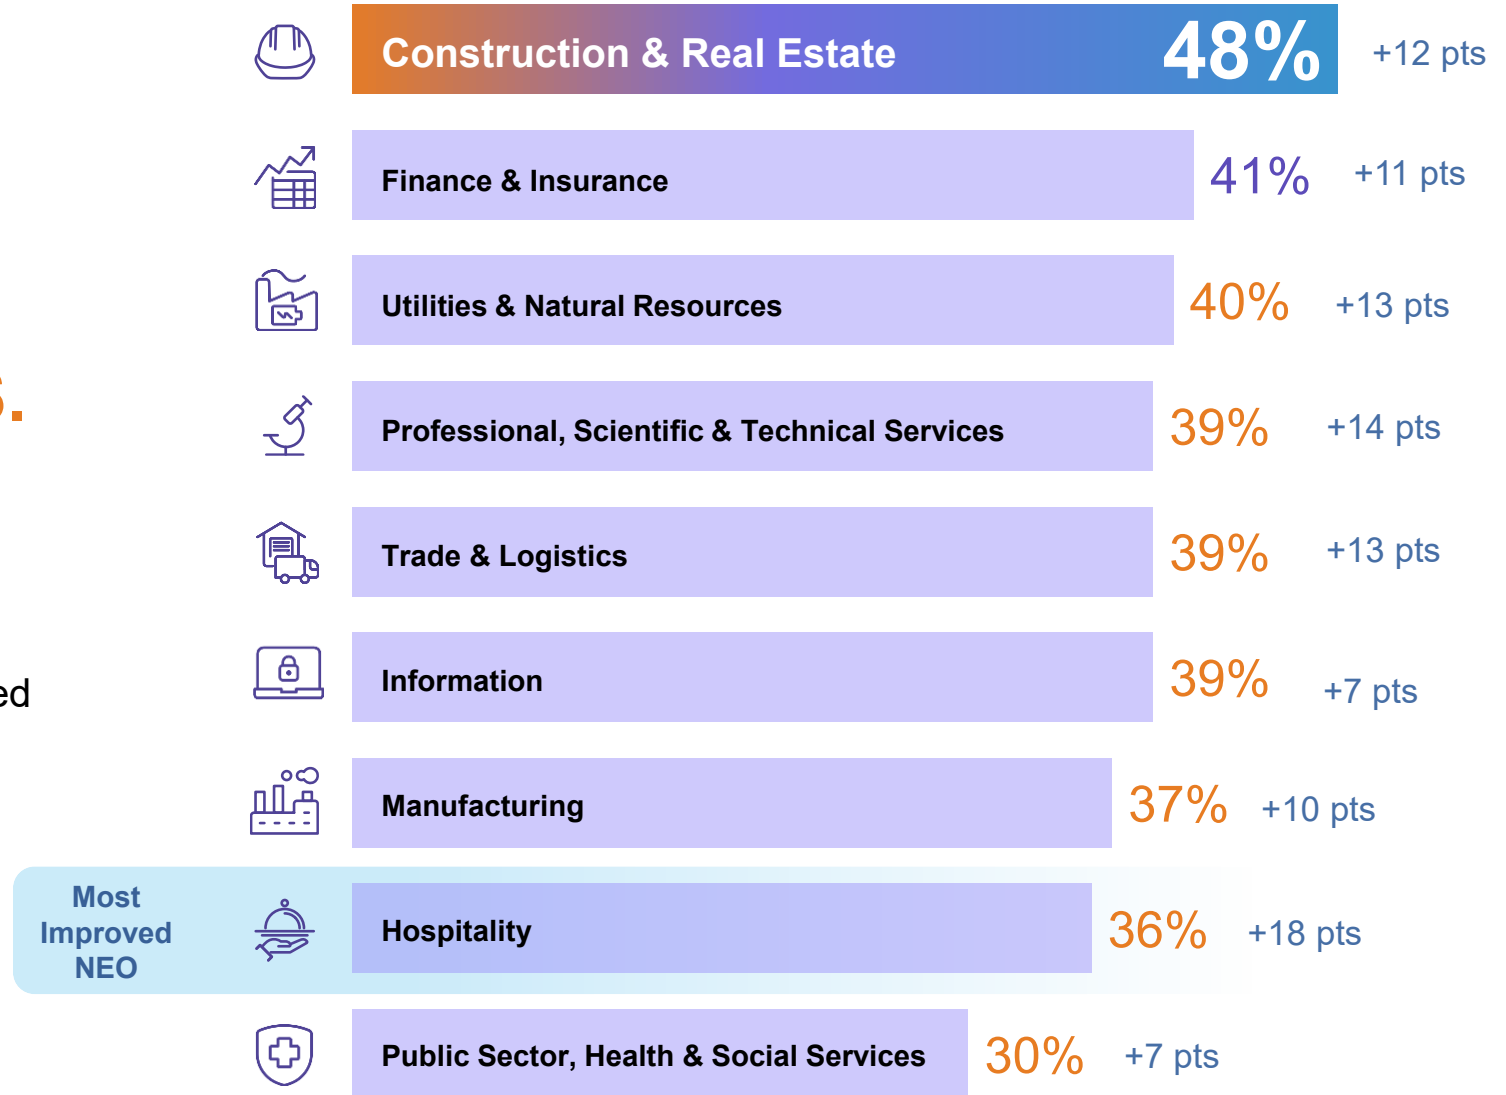 Construction & Real Estate 48% +12 pts
Finance & Insurance 41% +11 pts
Utilities & Natural Resources 40% +13 pts
s.
Professional, Scientific & Technical Services 39% +14 pts
Trade & Logistics 39% +13 pts
Information 39% +7 pts
ed
Manufacturing 37% +10 pts
Most
Improved
NEO
Hospitality 36% +18 pts
Public Sector, Health & Social Services 30% +7 pts